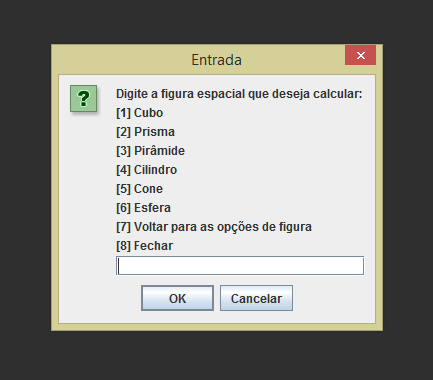 Entrada
Digite a figura espacial que deseja calcular:
[1] Cubo
[2] Prisma
[3] Pirâmide
[4] Cilindro
[5] Cone
[6] Esfera
[7] Voltar para as opções de figura
[8] Fechar
OK Cancelar